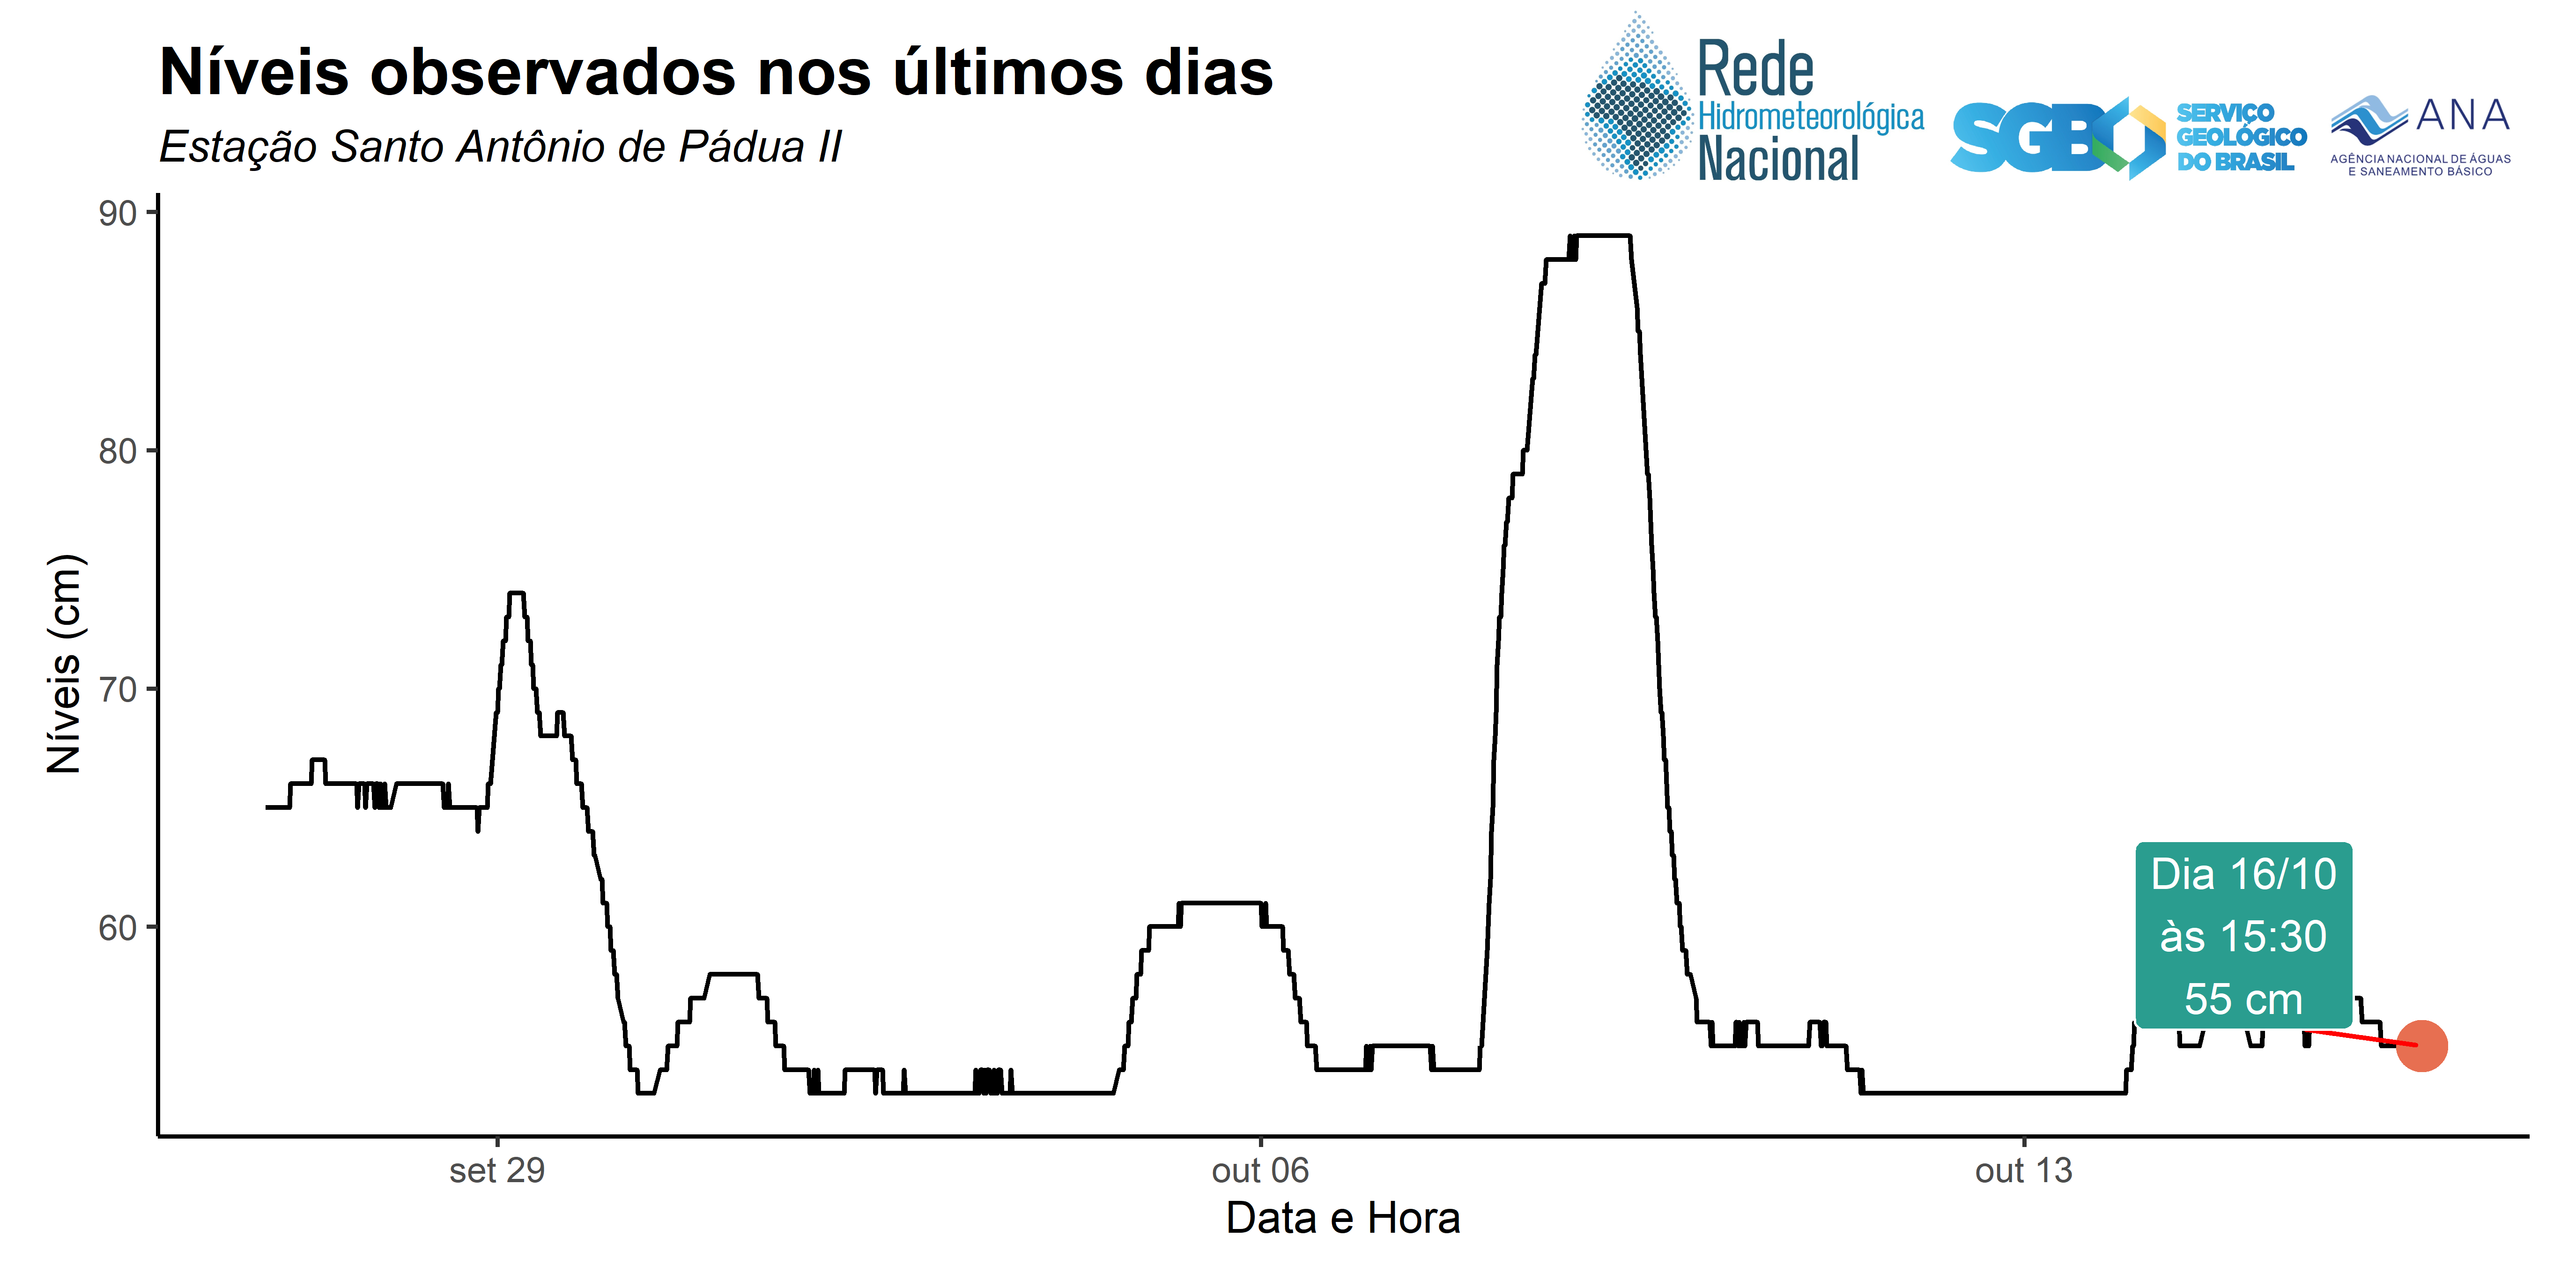 Níveis observados nos últimos dias
Estação Santo Antônio de Pádua II
Rede
Hidrometeorológica
Nacional
SGB
SERVIÇO
GEOLÓGICO
DO BRASIL
ANA
AGÊNCIA NACIONAL DE ÁGUAS
E SANEAMENTO BÁSICO
Níveis (cm)
90
80
70
60
Dia 16/10
às 15:30
55 cm
set 29
out 06
out 13
Data e Hora